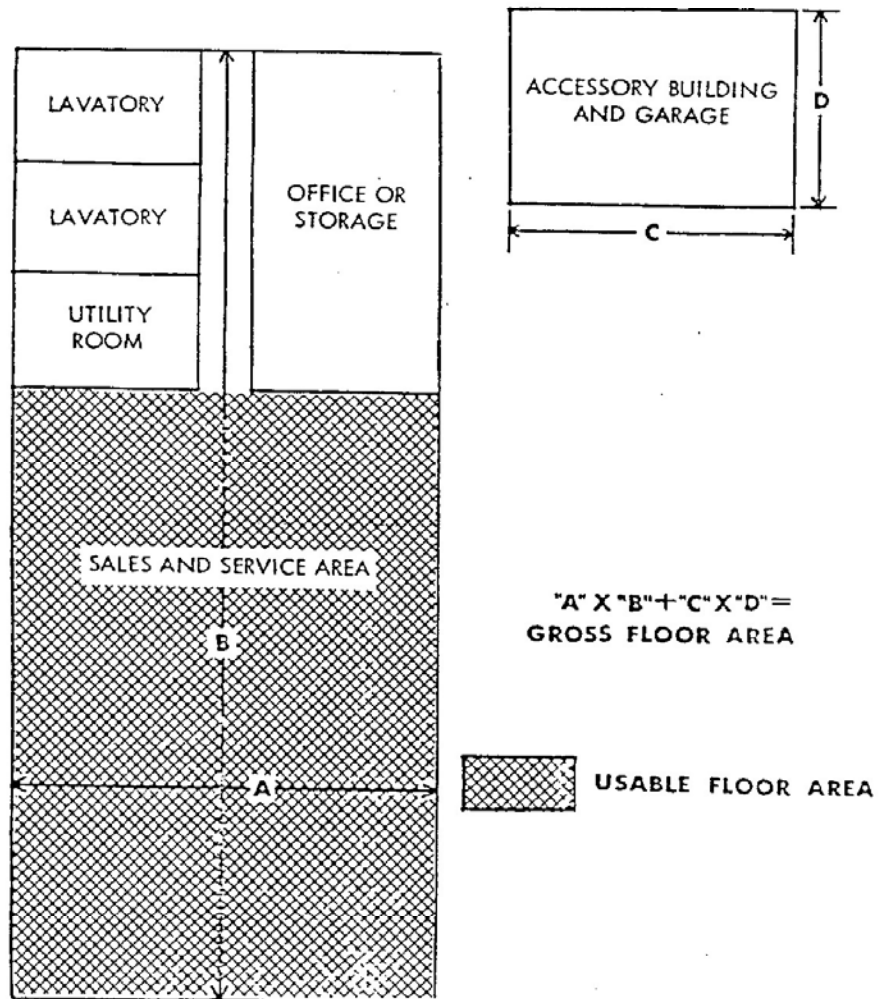 LAVATORY
LAVATORY
UTILITY
ROOM
OFFICE OR
STORAGE
ACCESSORY BUILDING
AND GARAGE
D
C
SALES AND SERVICE AREA
B
A
"A" X "B"+"C" X "D"=
GROSS FLOOR AREA
USABLE FLOOR AREA